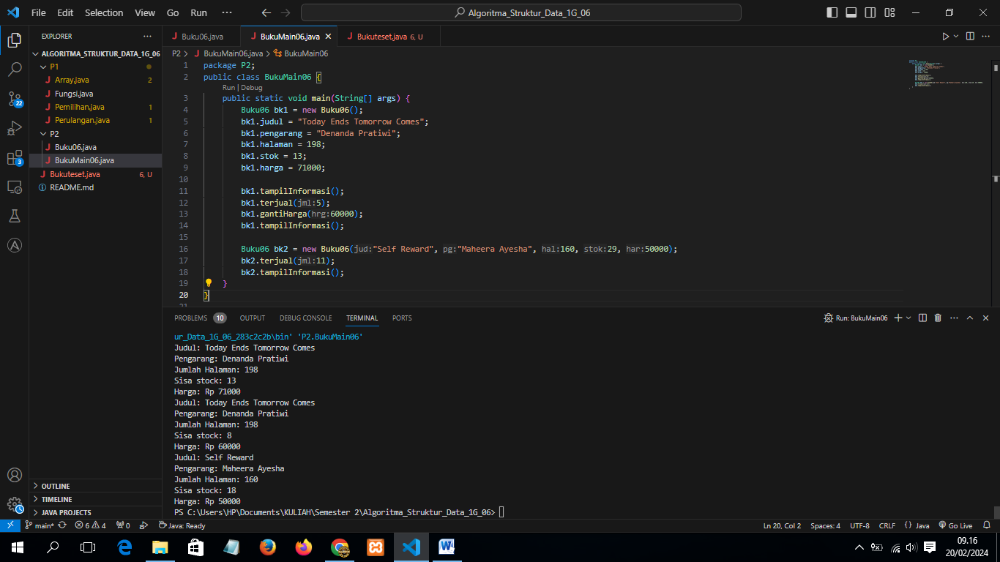 File Edit Selection View Go Run ··· Algoritma_Struktur_Data_1G_06
EXPLORER ···
ALGORITMA_STRUKTUR_DATA_1G_06
P1
Array.java 2
Fungsi.java
Pemilihan.java 1
Perulangan.java 1
P2
Buku06.java
BukuMain06.java
Bukuteset.java 6, U
README.md
OUTLINE
TIMELINE
JAVA PROJECTS
22
3
Buku06.java BukuMain06.java Bukuteset.java 6, U
P2 > BukuMain06.java > BukuMain06
1 package P2;
2 public class BukuMain06 {
Run | Debug
3 public static void main(String[] args) {
4 Buku06 bk1 = new Buku06();
5 bk1.judul = "Today Ends Tomorrow Comes";
6 bk1.pengarang = "Denanda Pratiwi";
7 bk1.halaman = 198;
8 bk1.stok = 13;
9 bk1.harga = 71000;
10
11 bk1.tampilInformasi();
12 bk1.terjual(jml:5);
13 bk1.gantiHarga(hrg:60000);
14 bk1.tampilInformasi();
15
16 Buku06 bk2 = new Buku06(jud:"Self Reward", pg:"Maheera Ayesha", hal:160, stok:29, har:50000);
17 bk2.terjual(jml:11);
18 bk2.tampilInformasi();
19 }
20 }
21
PROBLEMS 10 OUTPUT DEBUG CONSOLE TERMINAL PORTS Run: BukuMain06
ur_Data_1G_06_283c2c2b\bin' 'P2.BukuMain06'
Judul: Today Ends Tomorrow Comes
Pengarang: Denanda Pratiwi
Jumlah Halaman: 198
Sisa stock: 13
Harga: Rp 71000
Judul: Today Ends Tomorrow Comes
Pengarang: Denanda Pratiwi
Jumlah Halaman: 198
Sisa stock: 8
Harga: Rp 60000
Judul: Self Reward
Pengarang: Maheera Ayesha
Jumlah Halaman: 160
Sisa stock: 18
Harga: Rp 50000
PS C:\Users\HP\Documents\KULIAH\Semester 2\Algoritma_Struktur_Data_1G_06>
main* 6 4 0 Java: Ready Ln 20, Col 2 Spaces: 4 UTF-8 CRLF {} Java Go Live
09.16
20/02/2024